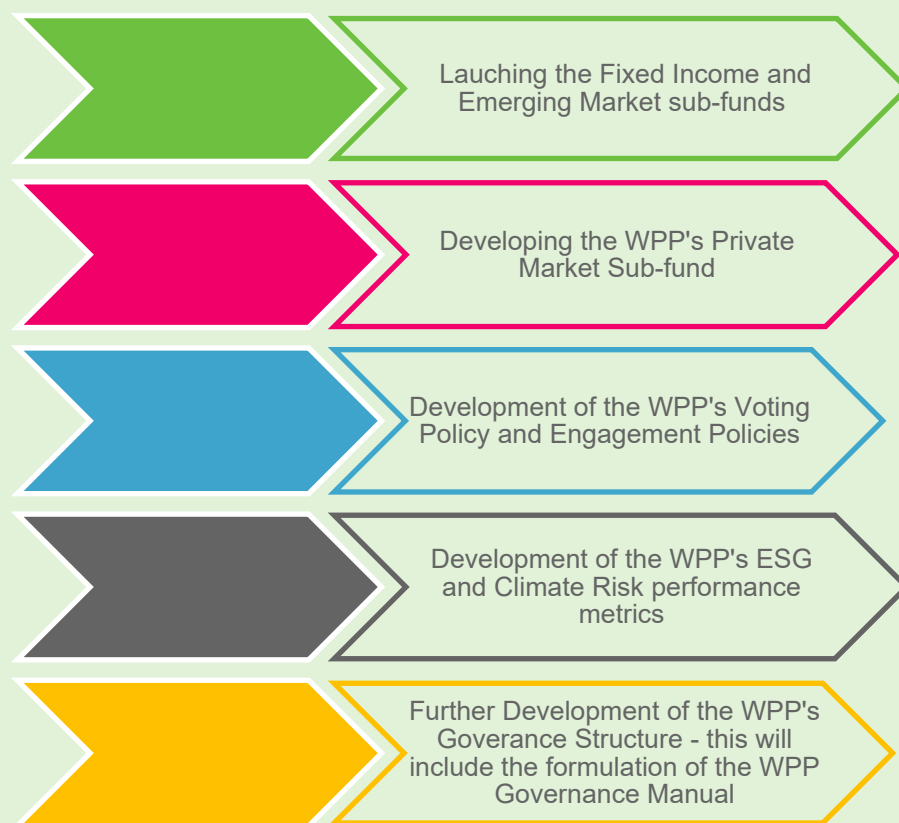 Lauching the Fixed Income and
Emerging Market sub-funds
Developing the WPP's Private
Market Sub-fund
Development of the WPP's Voting
Policy and Engagement Policies
Development of the WPP's ESG
and Climate Risk performance
metrics
Further Development of the WPP's
Goverance Structure - this will
include the formulation of the WPP
Governance Manual